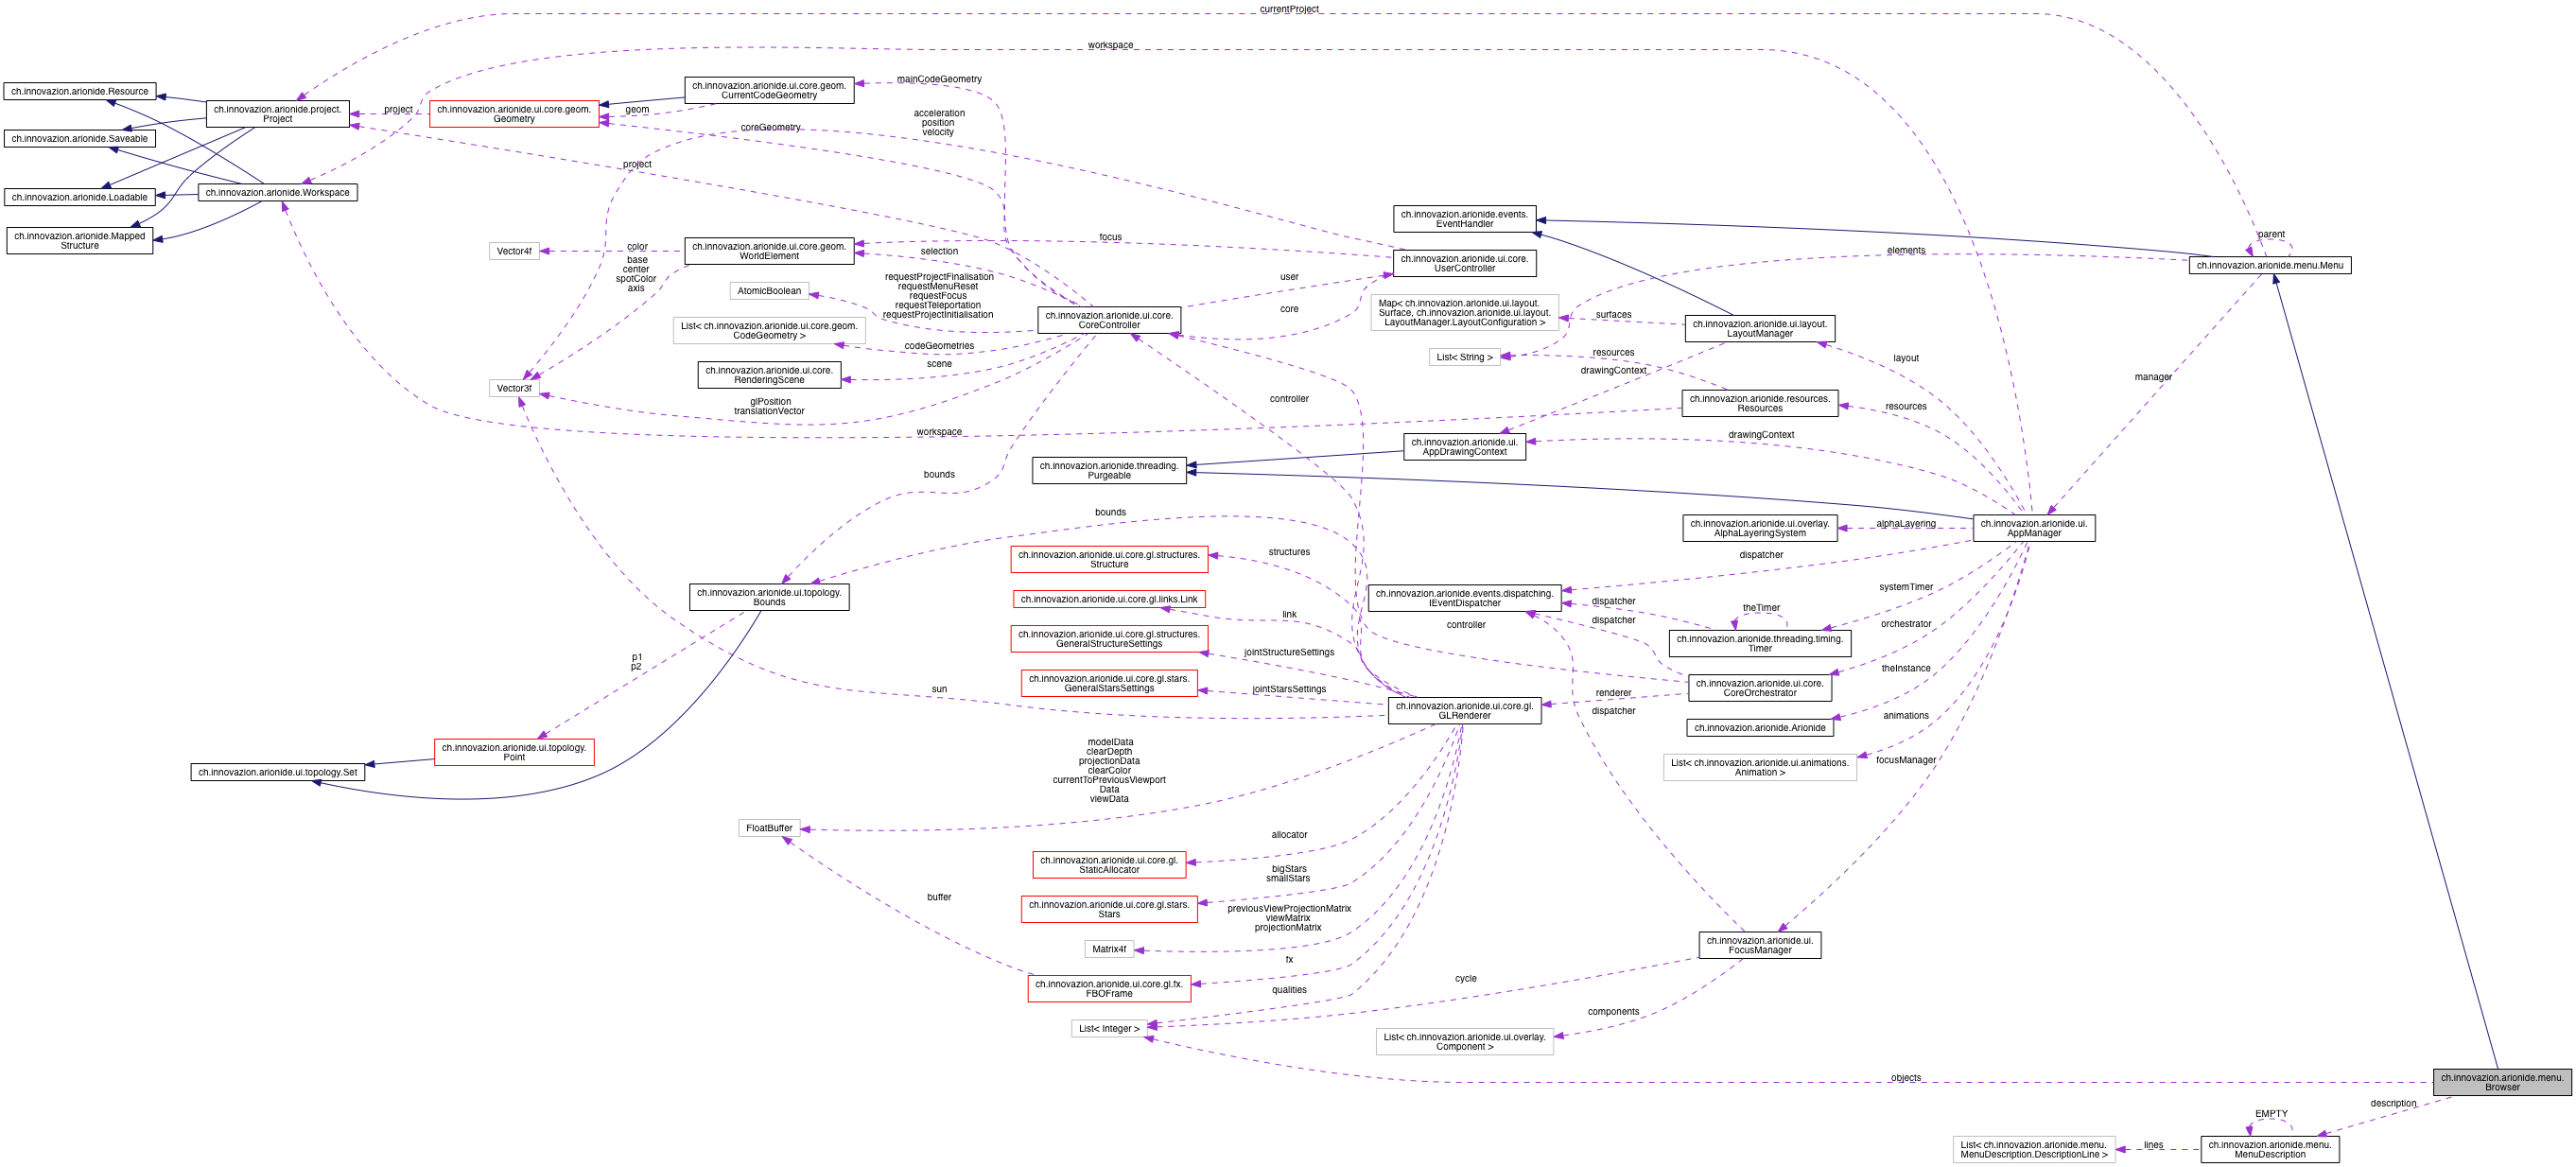 currentProject
workspace
ch.innovazion.arionide.Resource
ch.innovazion.arionide.project.
Project
project
ch.innovazion.arionide.ui.core.geom.
Geometry
geom
ch.innovazion.arionide.ui.core.geom.
CurrentCodeGeometry
mainCodeGeometry
coreGeometry
acceleration
position
velocity
ch.innovazion.arionide.Saveable
project
ch.innovazion.arionide.Loadable
ch.innovazion.arionide.Workspace
ch.innovazion.arionide.Mapped
Structure
ch.innovazion.arionide.events.
EventHandler
elements
parent
ch.innovazion.arionide.menu.Menu
Vector4f
color
base
center
spotColor
axis
ch.innovazion.arionide.ui.core.geom.
WorldElement
focus
selection
ch.innovazion.arionide.ui.core.
UserController
user
core
requestProjectFinalisation
requestMenuReset
requestFocus
requestTeleportation
requestProjectInitialisation
AtomicBoolean
List< ch.innovazion.arionide.ui.core.geom.
CodeGeometry >
codeGeometries
ch.innovazion.arionide.ui.core.
CoreController
Map< ch.innovazion.arionide.ui.layout.
Surface, ch.innovazion.arionide.ui.layout.
LayoutManager.LayoutConfiguration >
surfaces
ch.innovazion.arionide.ui.layout.
LayoutManager
List< String >
resources
layout
ch.innovazion.arionide.ui.core.
RenderingScene
scene
drawingContext
manager
Vector3f
glPosition
translationVector
controller
ch.innovazion.arionide.resources.
Resources
resources
workspace
drawingContext
ch.innovazion.arionide.ui.
AppDrawingContext
ch.innovazion.arionide.threading.
Purgeable
bounds
bounds
ch.innovazion.arionide.ui.overlay.
AlphaLayeringSystem
alphaLayering
ch.innovazion.arionide.ui.
AppManager
ch.innovazion.arionide.ui.core.gl.structures.
Structure
structures
dispatcher
ch.innovazion.arionide.ui.topology.
Bounds
ch.innovazion.arionide.ui.core.gl.links.Link
link
ch.innovazion.arionide.events.dispatching.
IEventDispatcher
dispatcher
systemTimer
theTimer
dispatcher
controller
orchestrator
ch.innovazion.arionide.ui.core.gl.structures.
GeneralStructureSettings
jointStructureSettings
ch.innovazion.arionide.threading.timing.
Timer
p1
p2
theInstance
ch.innovazion.arionide.ui.core.gl.stars.
GeneralStarsSettings
jointStarsSettings
sun
renderer
dispatcher
ch.innovazion.arionide.ui.core.
CoreOrchestrator
ch.innovazion.arionide.ui.core.gl.
GLRenderer
ch.innovazion.arionide.Arionide
animations
ch.innovazion.arionide.ui.topology.
Point
ch.innovazion.arionide.ui.topology.Set
modelData
clearDepth
projectionData
clearColor
currentToPreviousViewport
Data
viewData
List< ch.innovazion.arionide.ui.animations.
Animation >
focusManager
FloatBuffer
allocator
ch.innovazion.arionide.ui.core.gl.
StaticAllocator
bigStars
smallStars
buffer
ch.innovazion.arionide.ui.core.gl.stars.
Stars
previousViewProjectionMatrix
viewMatrix
projectionMatrix
Matrix4f
ch.innovazion.arionide.ui.
FocusManager
fx
ch.innovazion.arionide.ui.core.gl.fx.
FBOFrame
qualities
cycle
components
List< Integer >
List< ch.innovazion.arionide.ui.overlay.
Component >
objects
ch.innovazion.arionide.menu.
Browser
description
EMPTY
List< ch.innovazion.arionide.menu.
MenuDescription.DescriptionLine >
lines
ch.innovazion.arionide.menu.
MenuDescription